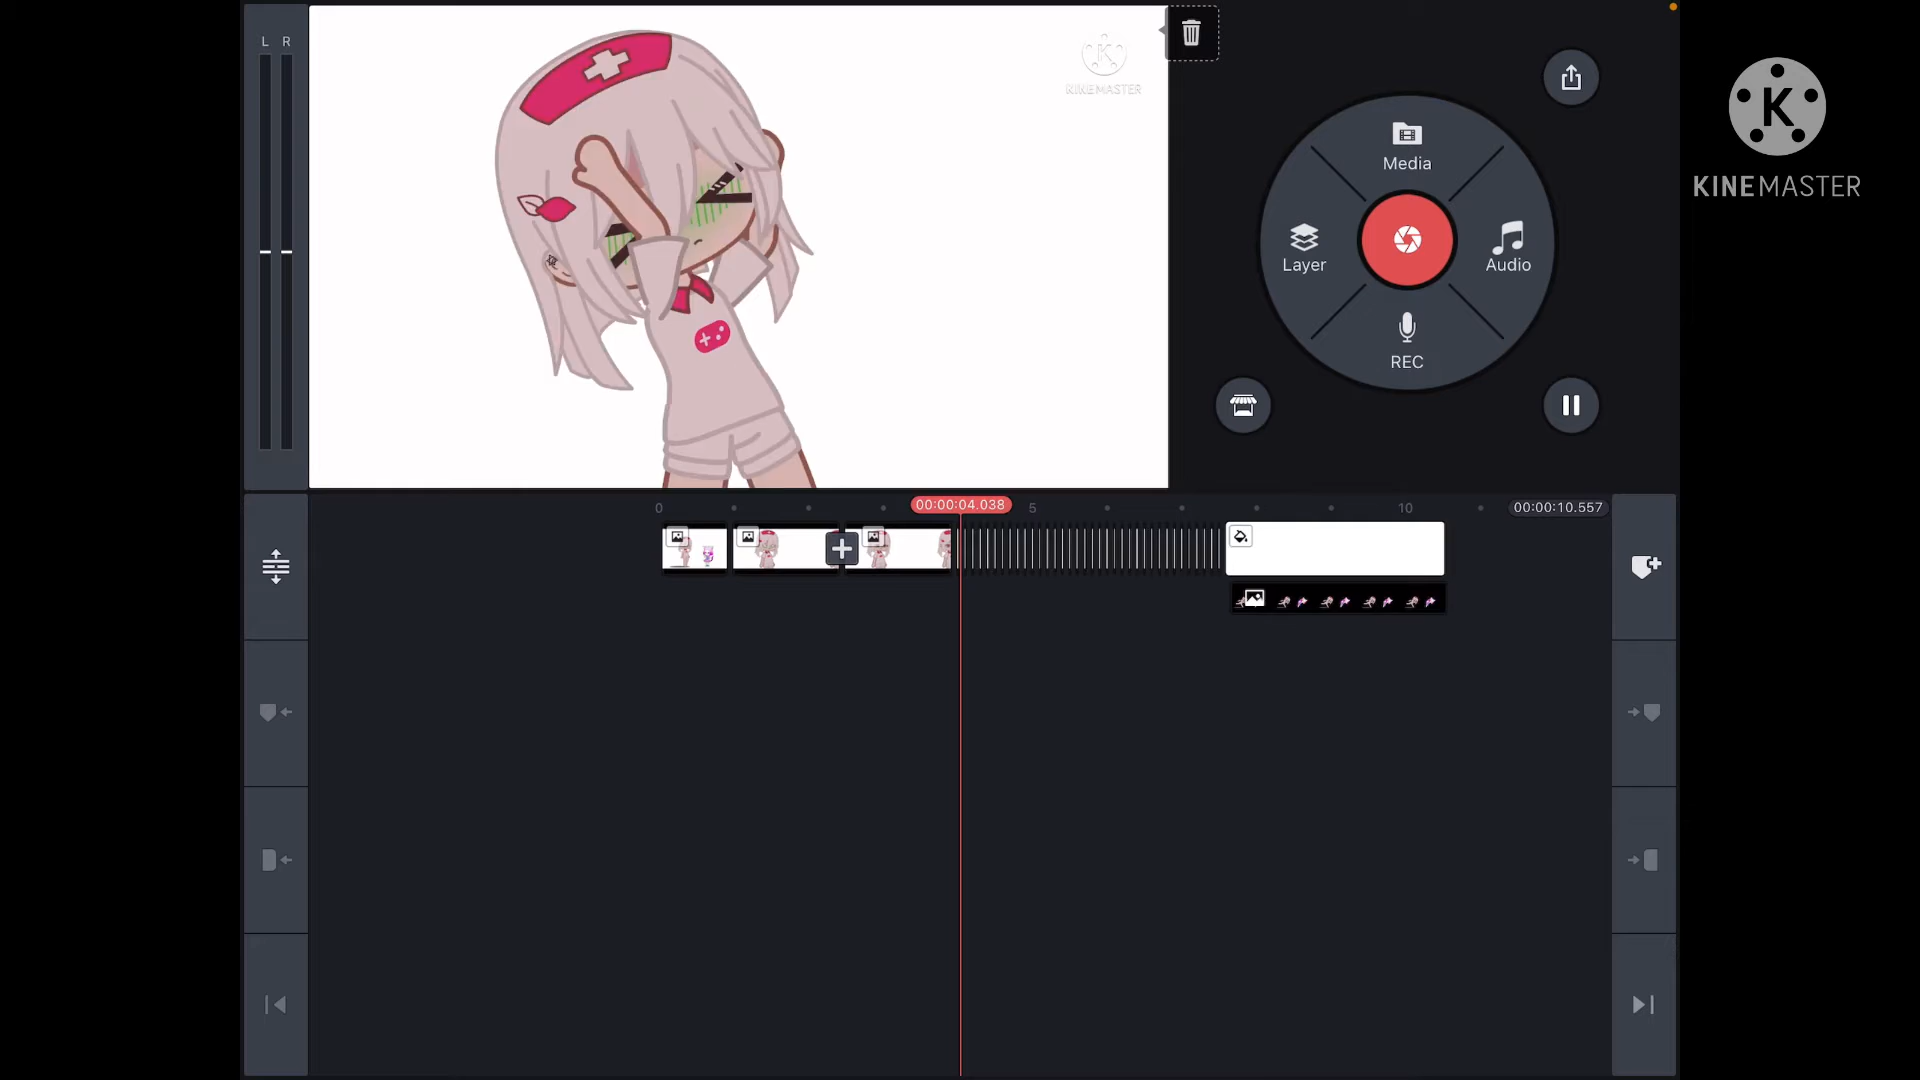 L R
K
KINEMASTER
Media
Layer
Audio
REC
K
KINEMASTER
0
00:00:04.038
5
10
00:00:10.557